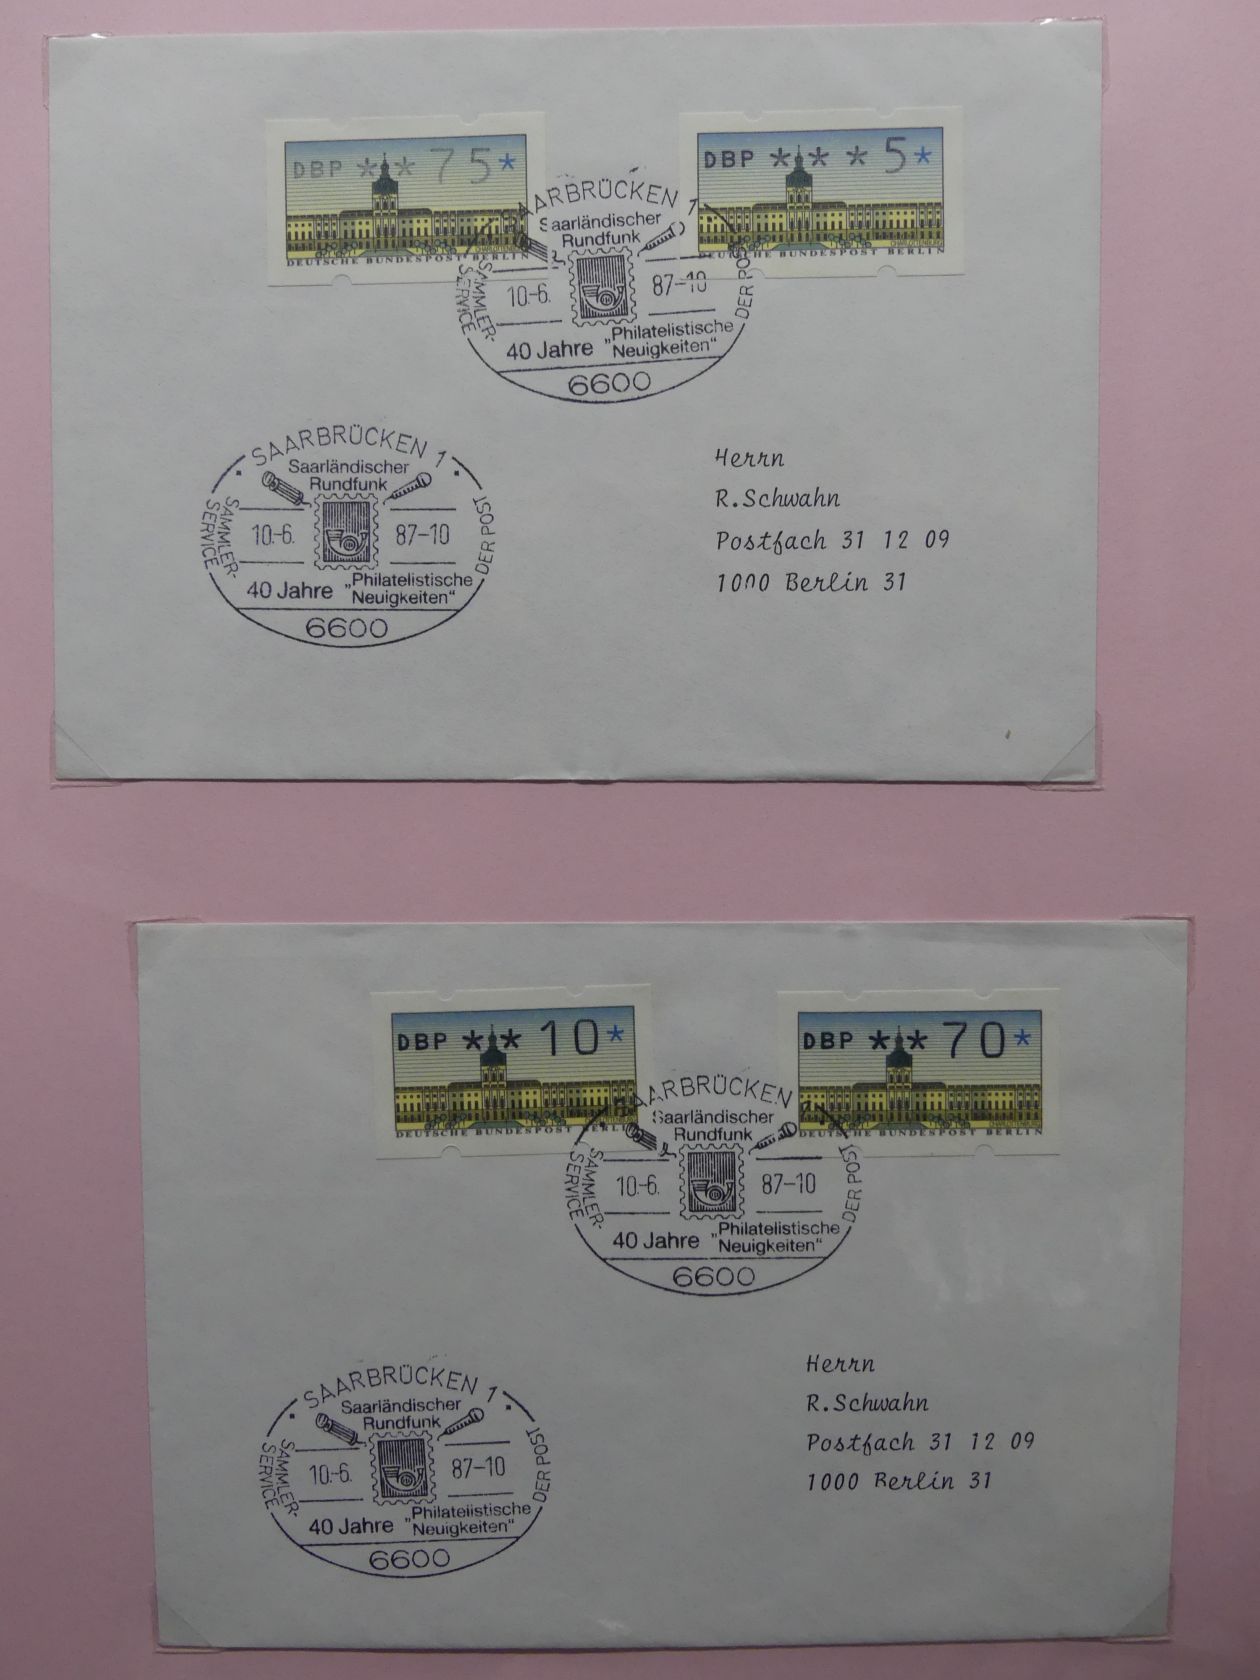 DBP ** 75*
CHARLOTTENBURG
DEUTSCHE BUNDESPOST BERLIN
DBP *** 5*
CHARLOTTENBURG
DEUTSCHE BUNDESPOST BERLIN
SAARBRÜCKEN 1
Saarländischer
Rundfunk
SAMMLER-
SERVICE
10.-6.
87-10
DER POST
40 Jahre „Philatelistische
Neuigkeiten“
6600
SAARBRÜCKEN 1
Saarländischer
Rundfunk
SAMMLER-
SERVICE
10.-6.
87-10
DER POST
40 Jahre „Philatelistische
Neuigkeiten“
6600
Herrn
R.Schwahn
Postfach 31 12 09
1000 Berlin 31
DBP ** 10*
DEUTSCHE BUNDESPOST BERLIN
DBP ** 70*
CHARLOTTENBURG
DEUTSCHE BUNDESPOST BERLIN
SAARBRÜCKEN 1
Saarländischer
Rundfunk
SAMMLER-
SERVICE
10.-6.
87-10
DER POST
40 Jahre „Philatelistische
Neuigkeiten“
6600
Herrn
R.Schwahn
Postfach 31 12 09
1000 Berlin 31
SAARBRÜCKEN 1
Saarländischer
Rundfunk
SAMMLER-
SERVICE
10.-6.
87-10
DER POST
40 Jahre „Philatelistische
Neuigkeiten“
6600